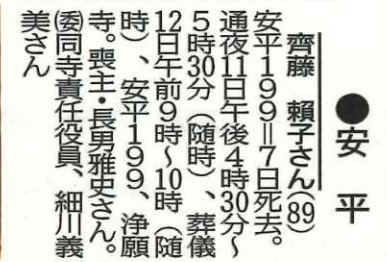 ●安平
齊藤　頼子さん(89)
安平１９９＝７日死去。
通夜11日午後４時30分～
５時30分（随時）、葬儀
12日午前９時～10時（随
時）、安平１９９、浄願
寺。喪主・長男雅史さん。
㊮同寺責任役員、細川義
美さん